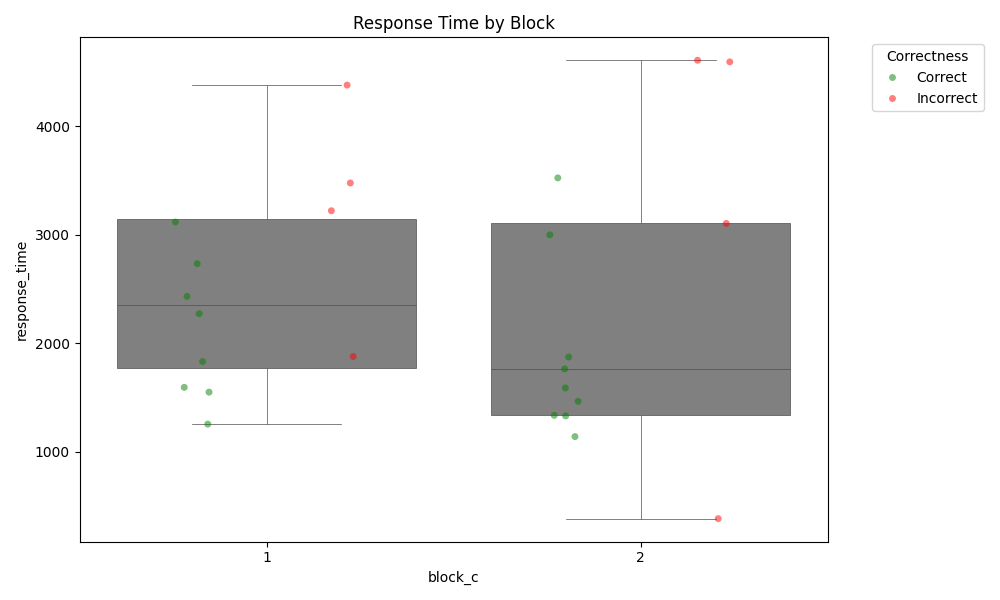 Response Time by Block
Correctness
Correct
Incorrect
4000
3000
2000
1000
response_time
1
2
block_c